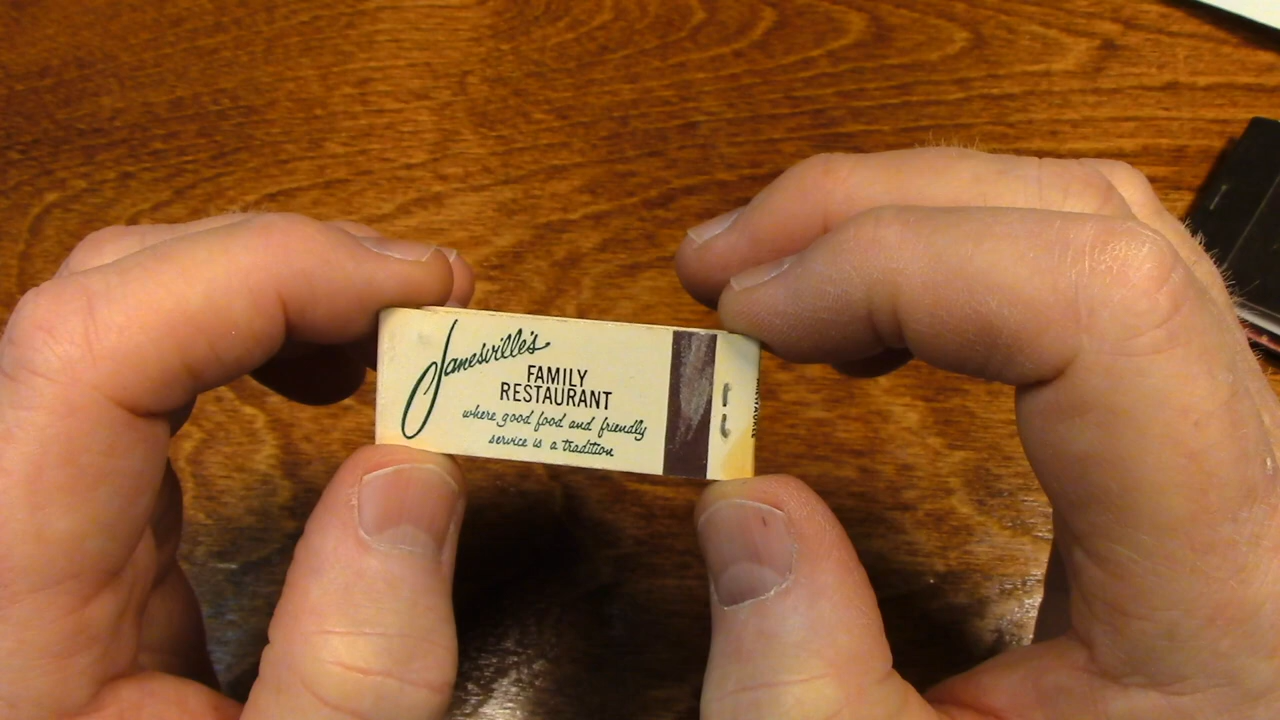 Janesville's
FAMILY
RESTAURANT
where good food and friendly
service is a tradition